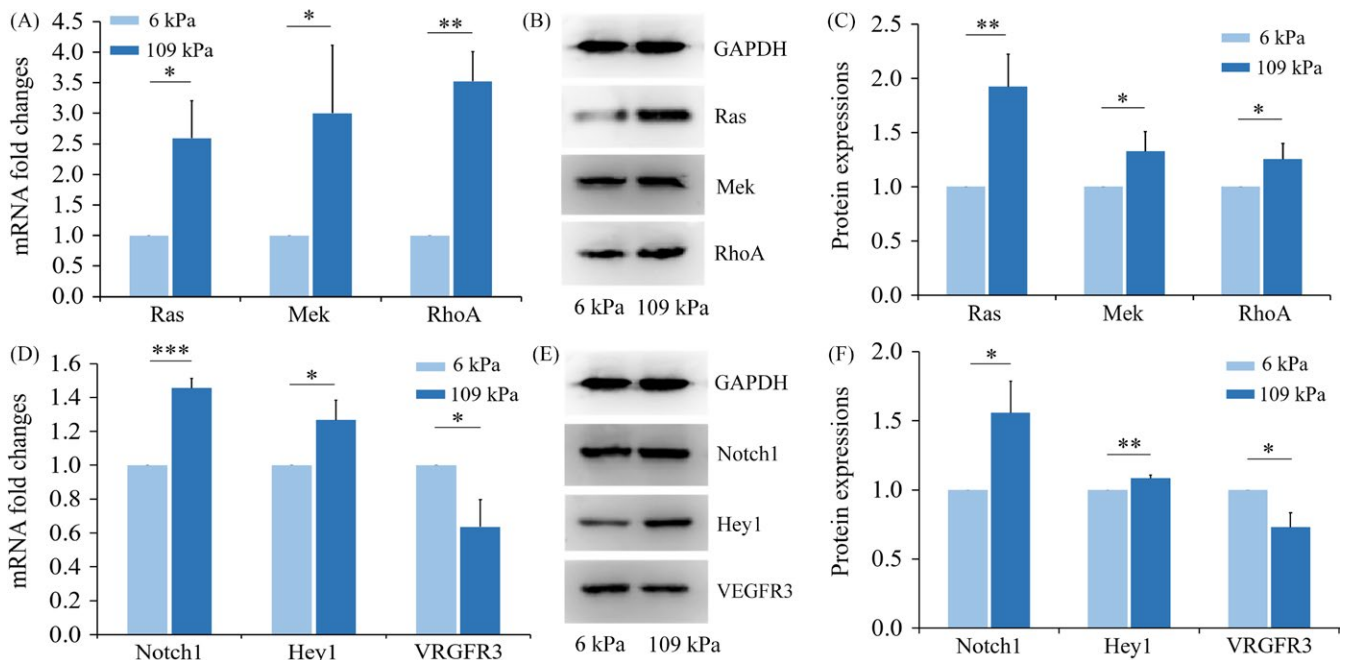 (A)
mRNA fold changes
4.5
4.0
3.5
3.0
2.5
2.0
1.5
1.0
0.5
0.0
6 kPa
109 kPa
*
*
**
Ras Mek RhoA
(B)
GAPDH
Ras
Mek
RhoA
6 kPa 109 kPa
(C)
Protein expressions
2.5
2.0
1.5
1.0
0.5
0.0
6 kPa
109 kPa
**
*
*
Ras Mek RhoA
(D)
mRNA fold changes
1.6
1.4
1.2
1.0
0.8
0.6
0.4
0.2
0.0
6 kPa
109 kPa
***
*
*
Notch1 Hey1 VRGFR3
(E)
GAPDH
Notch1
Hey1
VEGFR3
6 kPa 109 kPa
(F)
Protein expressions
2.0
1.5
1.0
0.5
0.0
6 kPa
109 kPa
*
**
*
Notch1 Hey1 VRGFR3